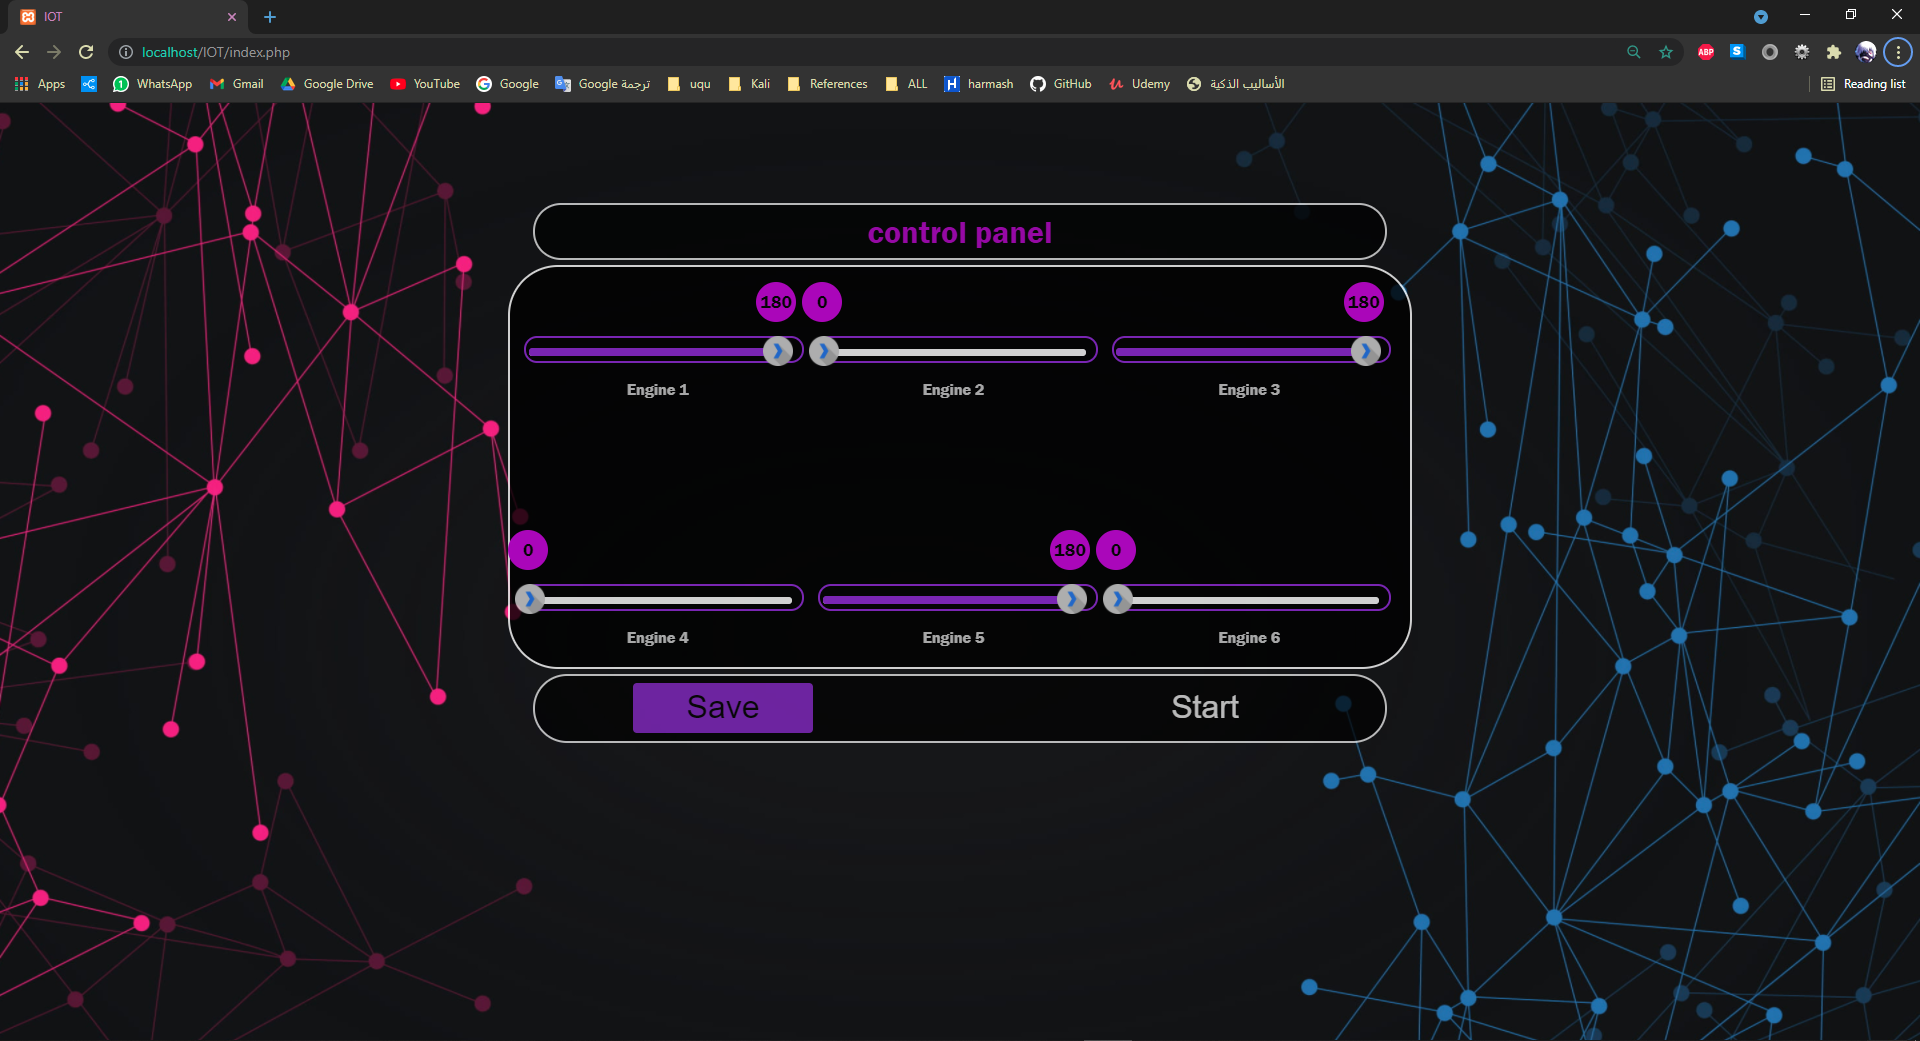 IOT
localhost/IOT/index.php
ABP
S
Apps
1 WhatsApp
Gmail
Google Drive
YouTube
Google
ترجمة Google
uqu
Kali
References
ALL
H harmash
GitHub
Udemy
الأساليب الذكية
Reading list
control panel
180 0 180
Engine 1 Engine 2 Engine 3
0 180 0
Engine 4 Engine 5 Engine 6
Save Start